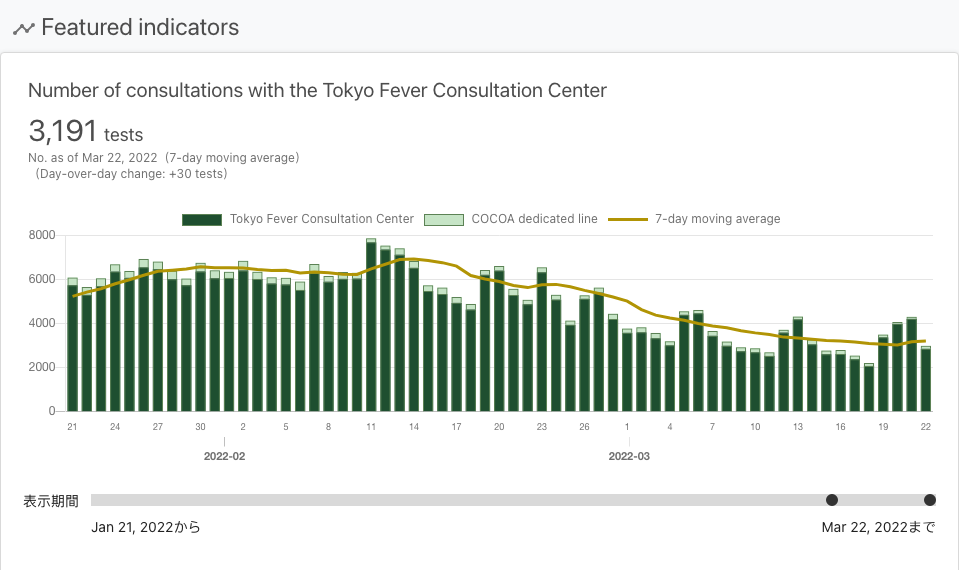 Featured indicators
Number of consultations with the Tokyo Fever Consultation Center
3,191 tests
No. as of Mar 22, 2022 (7-day moving average)
(Day-over-day change: +30 tests)
Tokyo Fever Consultation Center COCOA dedicated line 7-day moving average
8000
6000
4000
2000
0
21 24 27 30 2 5 8 11 14 17 20 23 26 1 4 7 10 13 16 19 22
2022-02 2022-03
表示期間
Jan 21, 2022から Mar 22, 2022まで